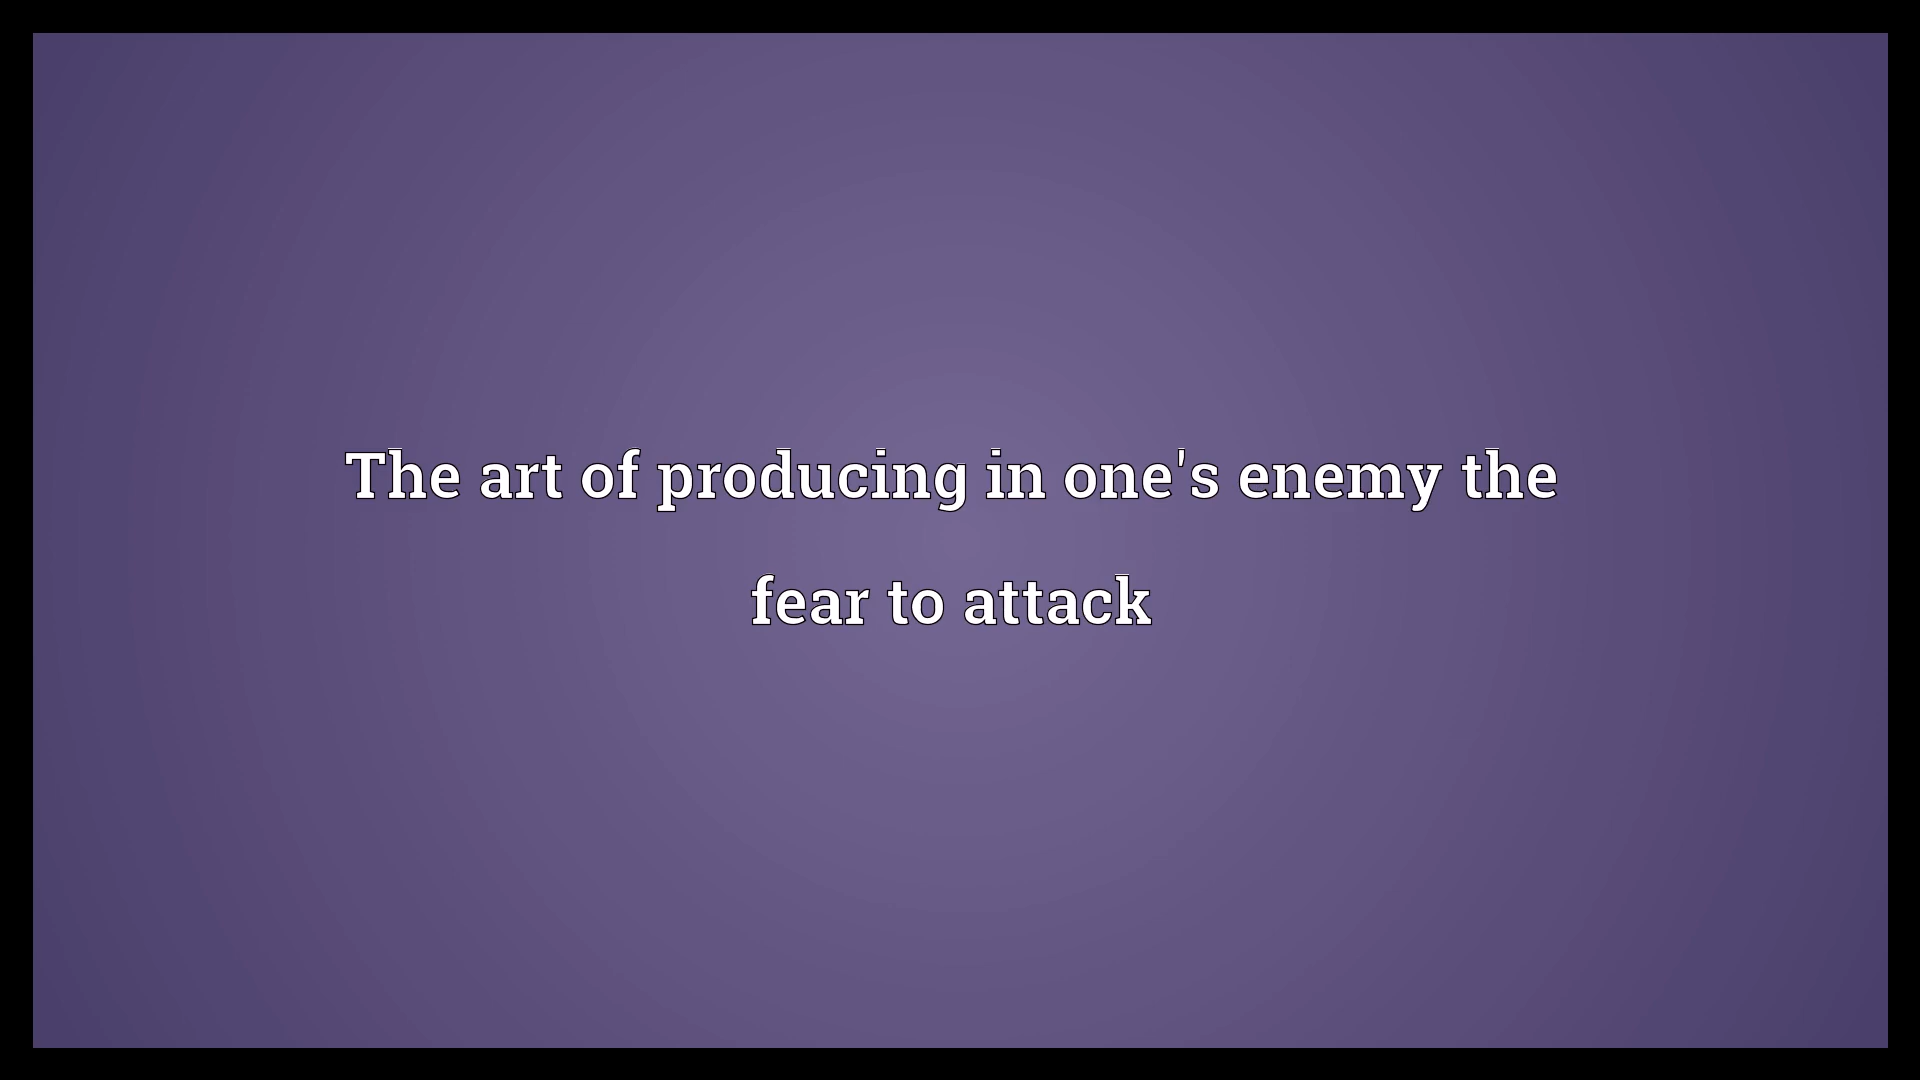 The art of producing in one's enemy the
fear to attack